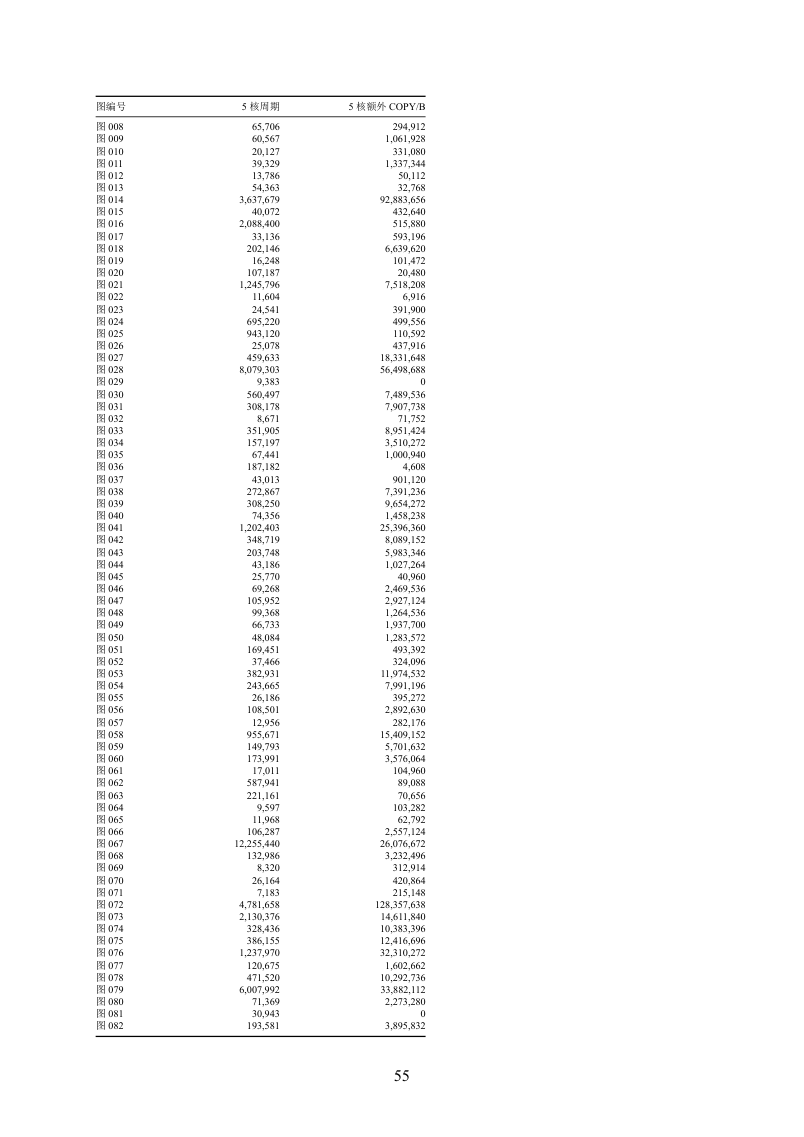 图编号 5 核周期 5 核额外 COPY/B
图 008 65,706 294,912
图 009 60,567 1,061,928
图 010 20,127 331,080
图 011 39,329 1,337,344
图 012 13,786 50,112
图 013 54,363 32,768
图 014 3,637,679 92,883,656
图 015 40,072 432,640
图 016 2,088,400 515,880
图 017 33,136 593,196
图 018 202,146 6,639,620
图 019 16,248 101,472
图 020 107,187 20,480
图 021 1,245,796 7,518,208
图 022 11,604 6,916
图 023 24,541 391,900
图 024 695,220 499,556
图 025 943,120 110,592
图 026 25,078 437,916
图 027 459,633 18,331,648
图 028 8,079,303 56,498,688
图 029 9,383 0
图 030 560,497 7,489,536
图 031 308,178 7,907,738
图 032 8,671 71,752
图 033 351,905 8,951,424
图 034 157,197 3,510,272
图 035 67,441 1,000,940
图 036 187,182 4,608
图 037 43,013 901,120
图 038 272,867 7,391,236
图 039 308,250 9,654,272
图 040 74,356 1,458,238
图 041 1,202,403 25,396,360
图 042 348,719 8,089,152
图 043 203,748 5,983,346
图 044 43,186 1,027,264
图 045 25,770 40,960
图 046 69,268 2,469,536
图 047 105,952 2,927,124
图 048 99,368 1,264,536
图 049 66,733 1,937,700
图 050 48,084 1,283,572
图 051 169,451 493,392
图 052 37,466 324,096
图 053 382,931 11,974,532
图 054 243,665 7,991,196
图 055 26,186 395,272
图 056 108,501 2,892,630
图 057 12,956 282,176
图 058 955,671 15,409,152
图 059 149,793 5,701,632
图 060 173,991 3,576,064
图 061 17,011 104,960
图 062 587,941 89,088
图 063 221,161 70,656
图 064 9,597 103,282
图 065 11,968 62,792
图 066 106,287 2,557,124
图 067 12,255,440 26,076,672
图 068 132,986 3,232,496
图 069 8,320 312,914
图 070 26,164 420,864
图 071 7,183 215,148
图 072 4,781,658 128,357,638
图 073 2,130,376 14,611,840
图 074 328,436 10,383,396
图 075 386,155 12,416,696
图 076 1,237,970 32,310,272
图 077 120,675 1,602,662
图 078 471,520 10,292,736
图 079 6,007,992 33,882,112
图 080 71,369 2,273,280
图 081 30,943 0
图 082 193,581 3,895,832
55